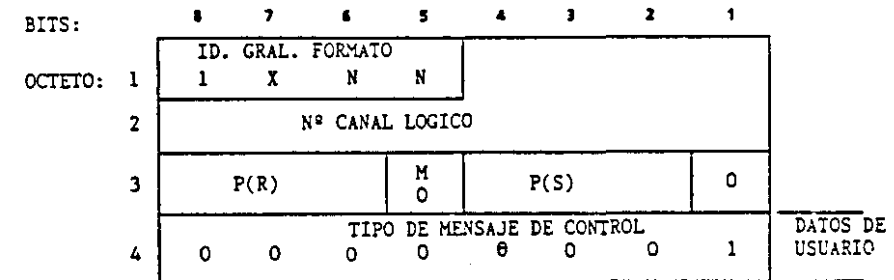 BITS: 8 7 6 5 4 3 2 1
ID. GRAL. FORMATO
OCTETO: 1 1 X N N
2 Nº CANAL LOGICO
3 P(R) M P(S) 0
0
TIPO DE MENSAJE DE CONTROL DATOS DE
4 0 0 0 0 0 0 0 1 USUARIO